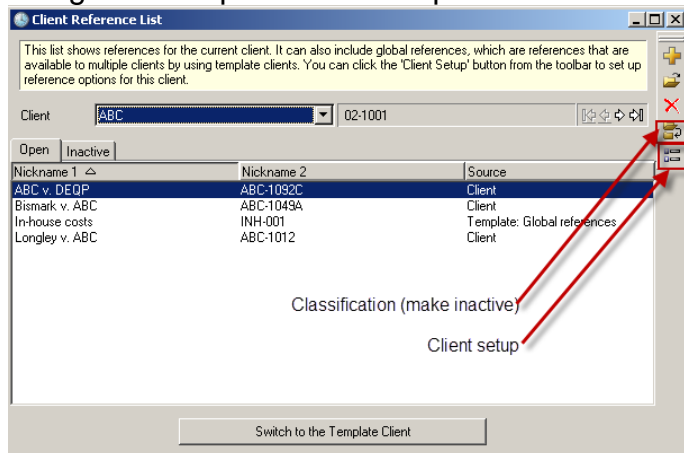 Client Reference List
This list shows references for the current client. It can also include global references, which are references that are
available to multiple clients by using template clients. You can click the 'Client Setup' button from the toolbar to set up
reference options for this client.
Client ABC 02-1001
Open Inactive
Nickname 1 Nickname 2 Source
ABC v. DEQP ABC-1092C Client
Bismark v. ABC ABC-1049A Client
In-house costs INH-001 Template: Global references
Longley v. ABC ABC-1012 Client
Classification (make inactive)
Client setup
Switch to the Template Client